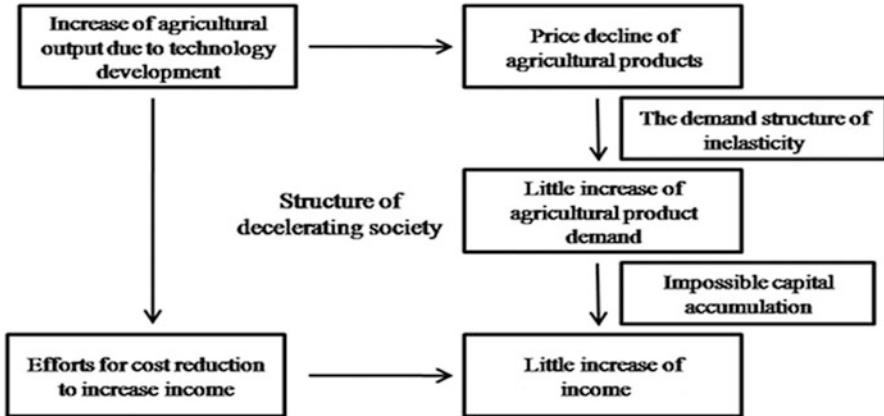 Increase of agricultural
output due to technology
development
Price decline of
agricultural products
The demand structure of
inelasticity
Structure of
decelerating society
Little increase of
agricultural product
demand
Impossible capital
accumulation
Efforts for cost reduction
to increase income
Little increase of
income